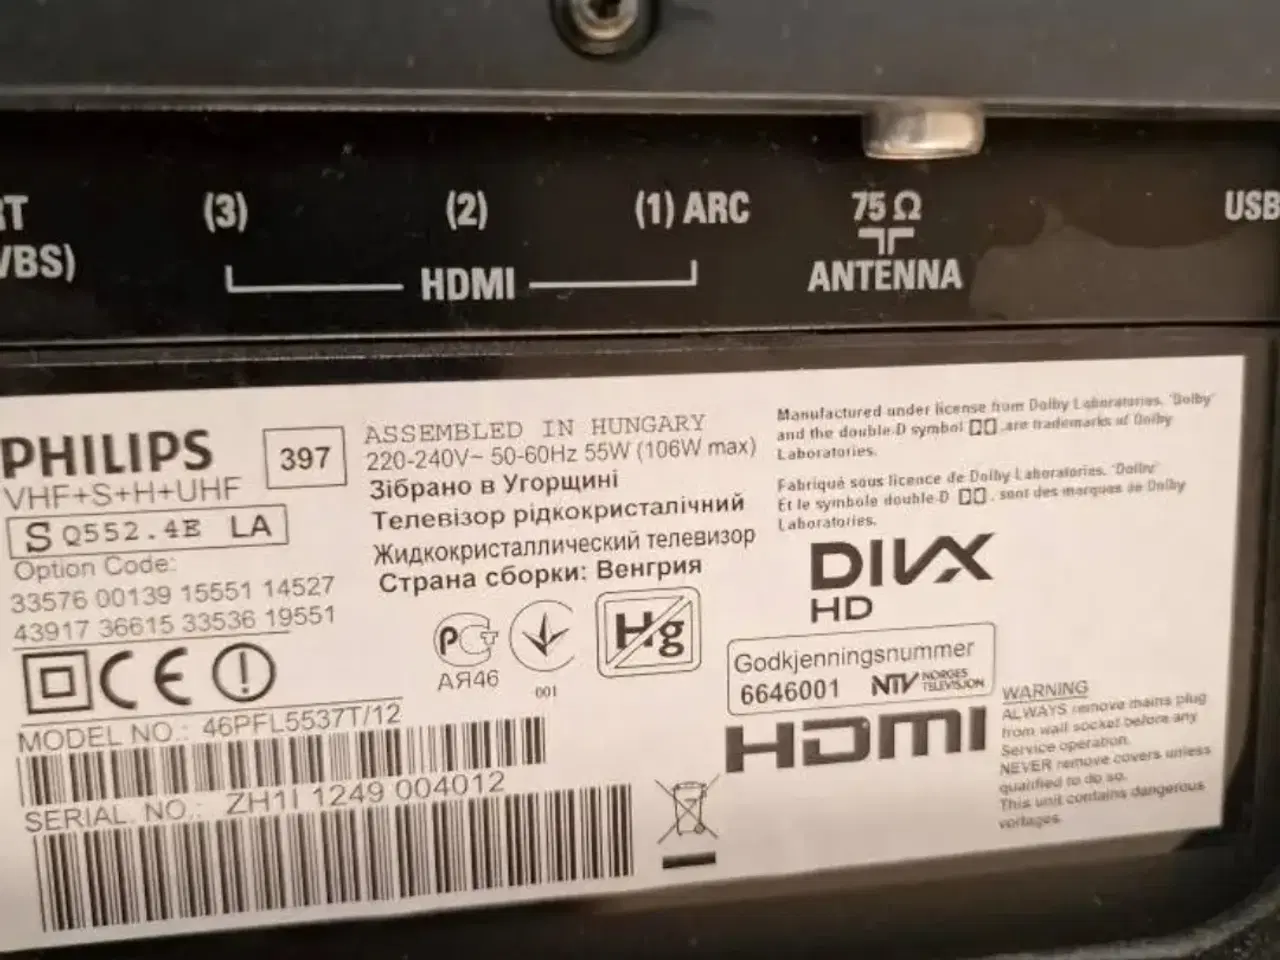 RT (3) (2) (1) ARC 75 Ω USB
VBS) HDMI ANTENNA
PHILIPS
VHF+S+H+UHF
397
S Q552.4E LA
Option Code:
33576 00139 15551 14527
43917 36615 33536 19551
CE
MODEL NO.: 46PFL5537T/12
SERIAL NO.: ZH1I 1249 004012
ASSEMBLED IN HUNGARY
220-240V~ 50-60Hz 55W (106W max)
Зібрано в Угорщині
Телевізор рідкокристалічний
Жидкокристаллический телевизор
Страна сборки: Венгрия
РСТ
АЯ46
001
Hg
Manufactured under license from Dolby Laboratories. "Dolby"
and the double-D symbol are trademarks of Dolby
Laboratories.
Fabriqué sous licence de Dolby Laboratories. "Dolby"
Et le symbole double-D , sont des marques de Dolby
Laboratories.
DIVX
HD
Godkjenningsnummer
6646001 NTV NORGES
TELEVISJON
HDMI
WARNING
ALWAYS remove mains plug
from wall socket before any
Service operation.
NEVER remove covers unless
qualified to do so.
This unit contains dangerous
voltages.